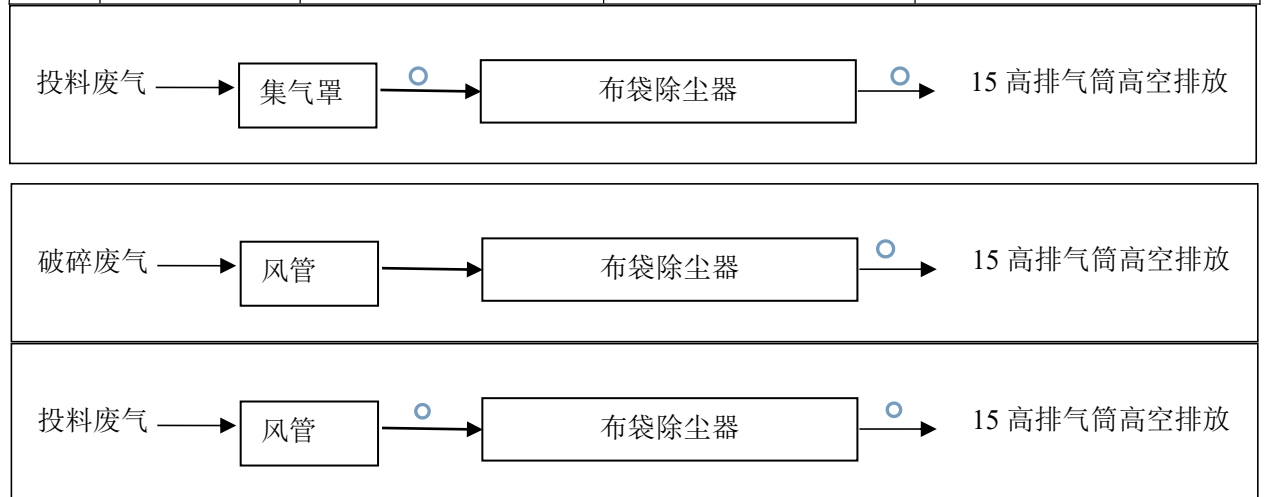 投料废气 集气罩 布袋除尘器 15 高排气筒高空排放
破碎废气 风管 布袋除尘器 15 高排气筒高空排放
投料废气 风管 布袋除尘器 15 高排气筒高空排放